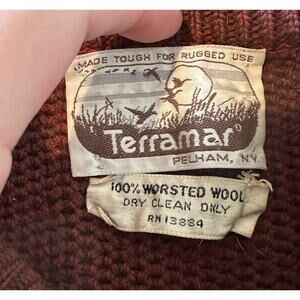 MADE TOUGH FOR RUGGED USE
Terramar®
PELHAM, N.Y.
100% WORSTED WOOL
DRY CLEAN ONLY
RN 13884